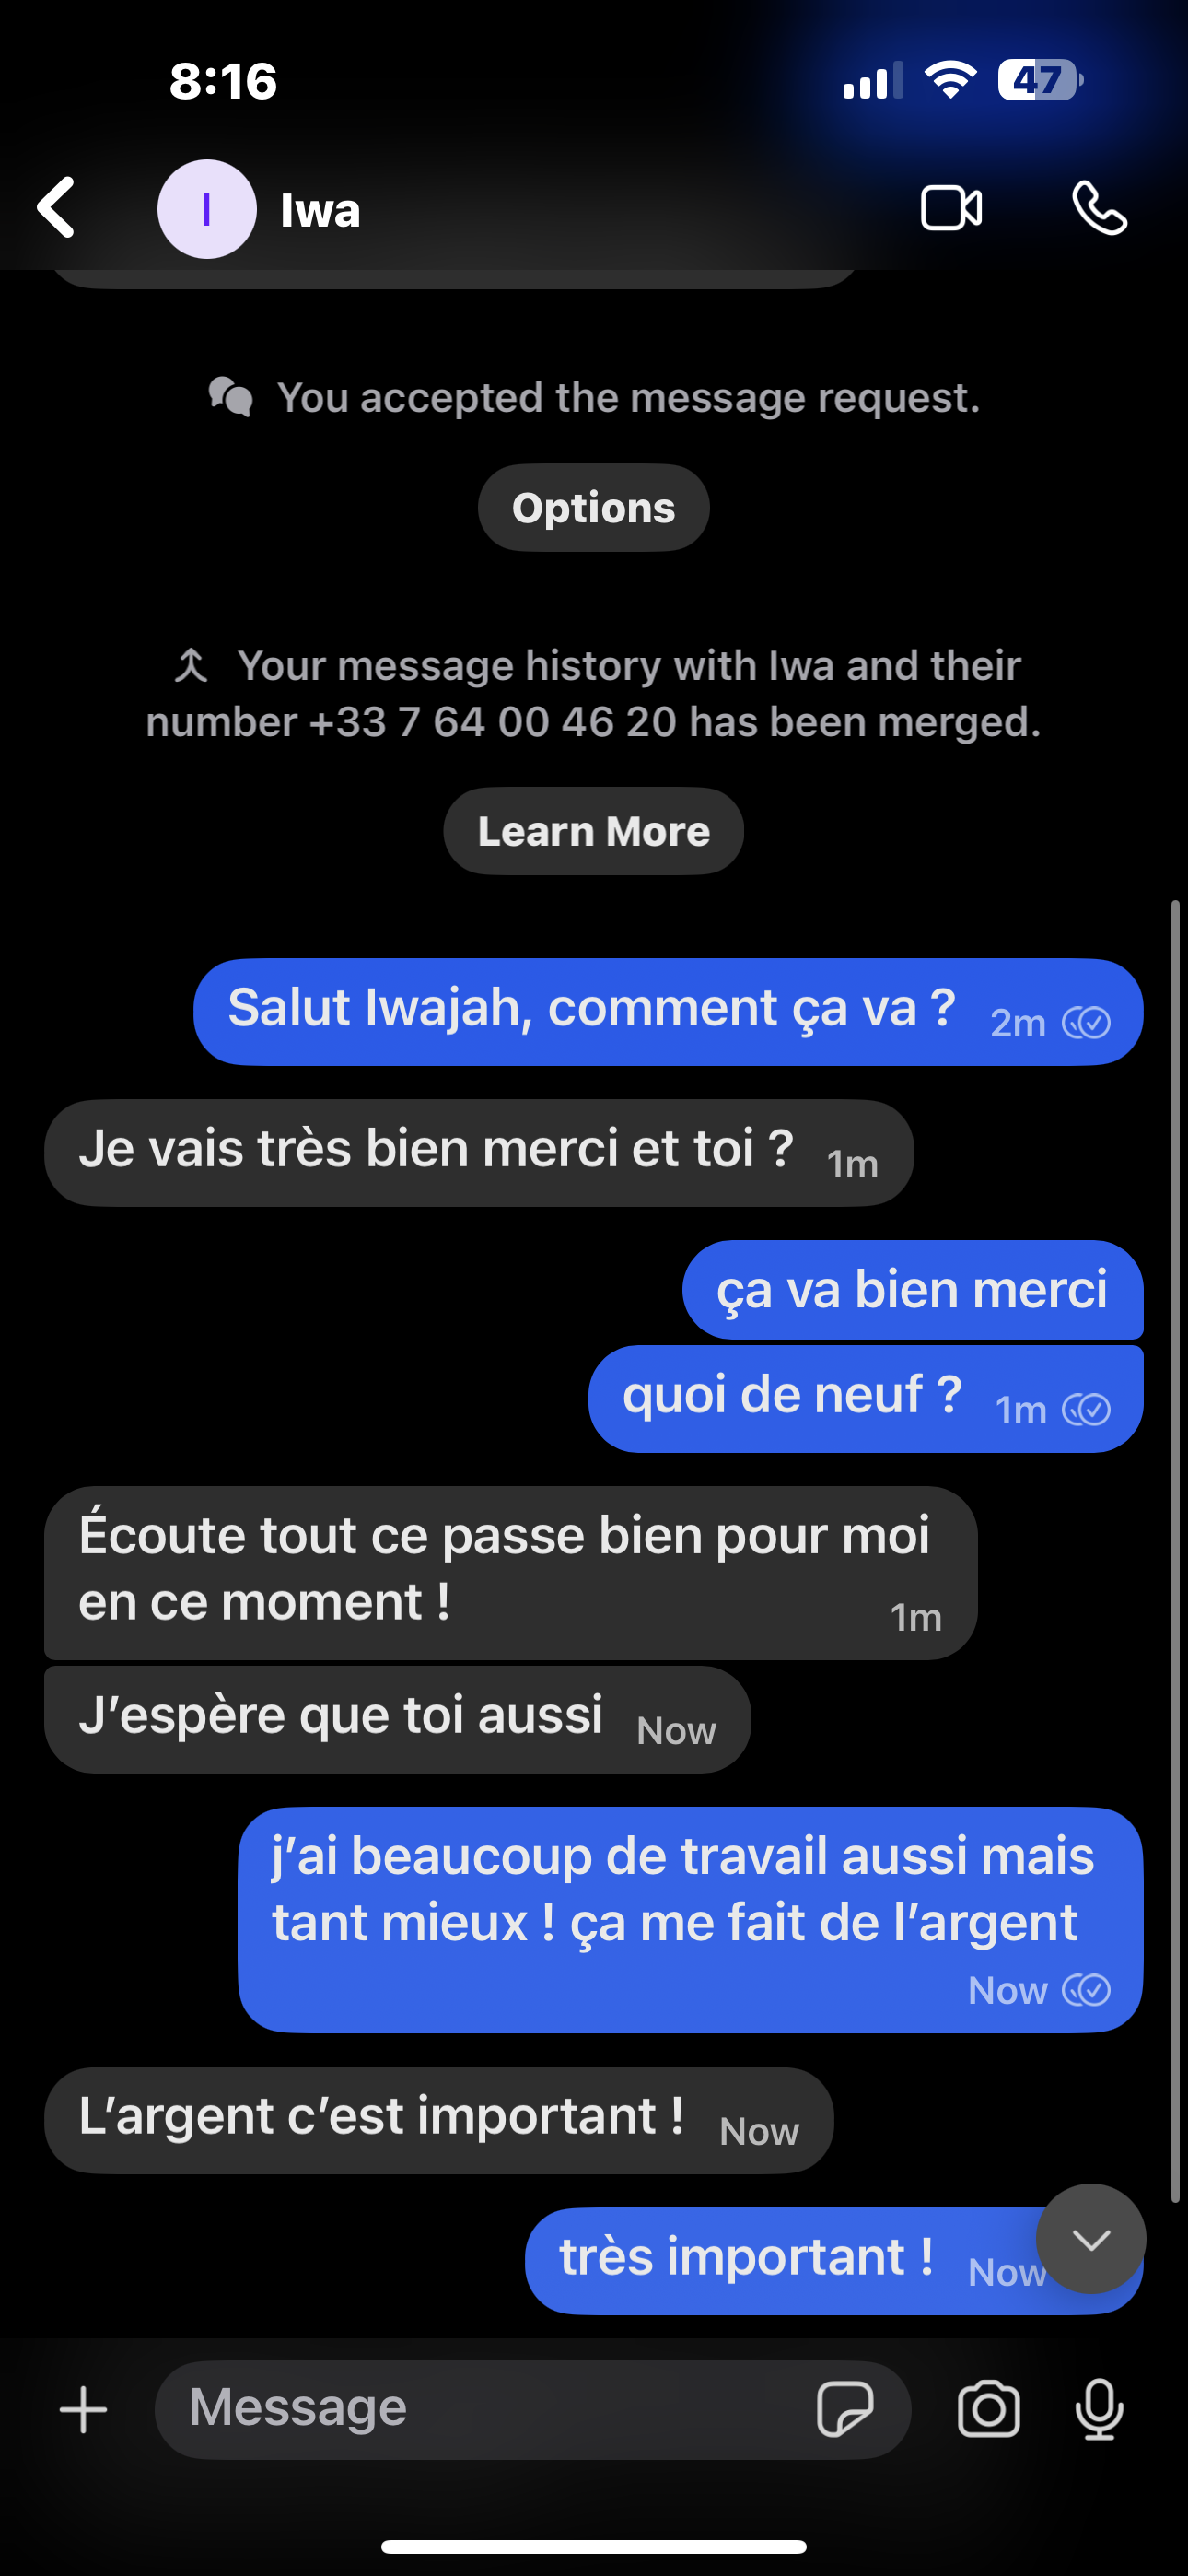 8:16
47
I
Iwa
You accepted the message request.
Options
Your message history with Iwa and their
number +33 7 64 00 46 20 has been merged.
Learn More
Salut Iwajah, comment ça va ? 2m
Je vais très bien merci et toi ? 1m
ça va bien merci
quoi de neuf ? 1m
Écoute tout ce passe bien pour moi
en ce moment !
1m
J’espère que toi aussi Now
j’ai beaucoup de travail aussi mais
tant mieux ! ça me fait de l’argent
Now
L’argent c’est important ! Now
très important ! Now
Message